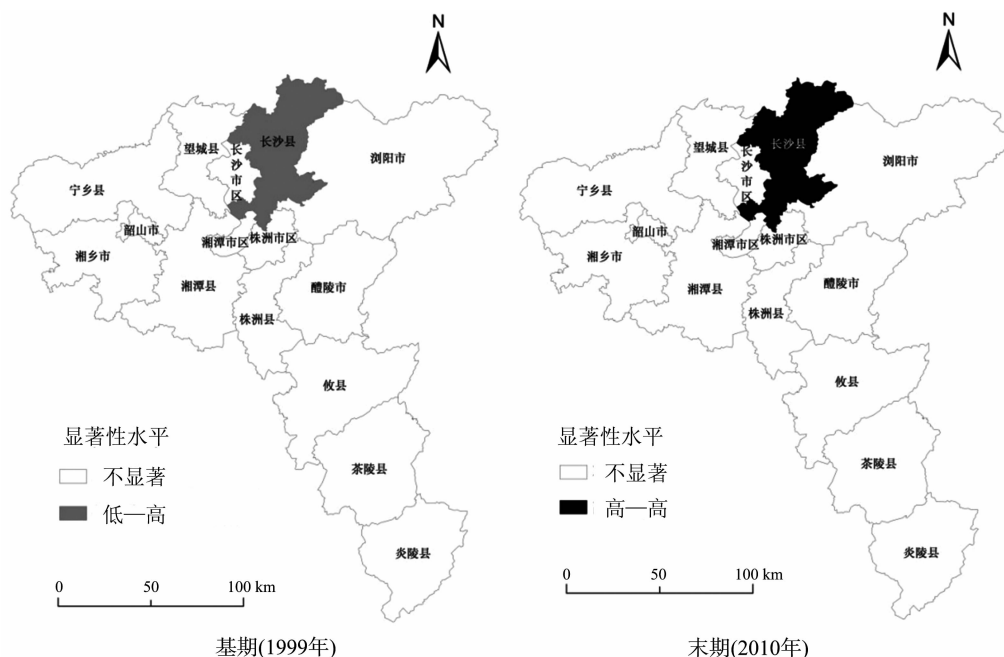 N
长沙县
望城县
长沙市区
浏阳市
宁乡县
韶山市
湘潭市区
株洲市区
湘乡市
湘潭县
醴陵市
株洲县
攸县
茶陵县
炎陵县
显著性水平
不显著
低—高
0 50 100 km
基期(1999年)
N
长沙县
望城县
长沙市区
浏阳市
宁乡县
韶山市
湘潭市区
株洲市区
湘乡市
湘潭县
醴陵市
株洲县
攸县
茶陵县
炎陵县
显著性水平
不显著
高—高
0 50 100 km
末期(2010年)